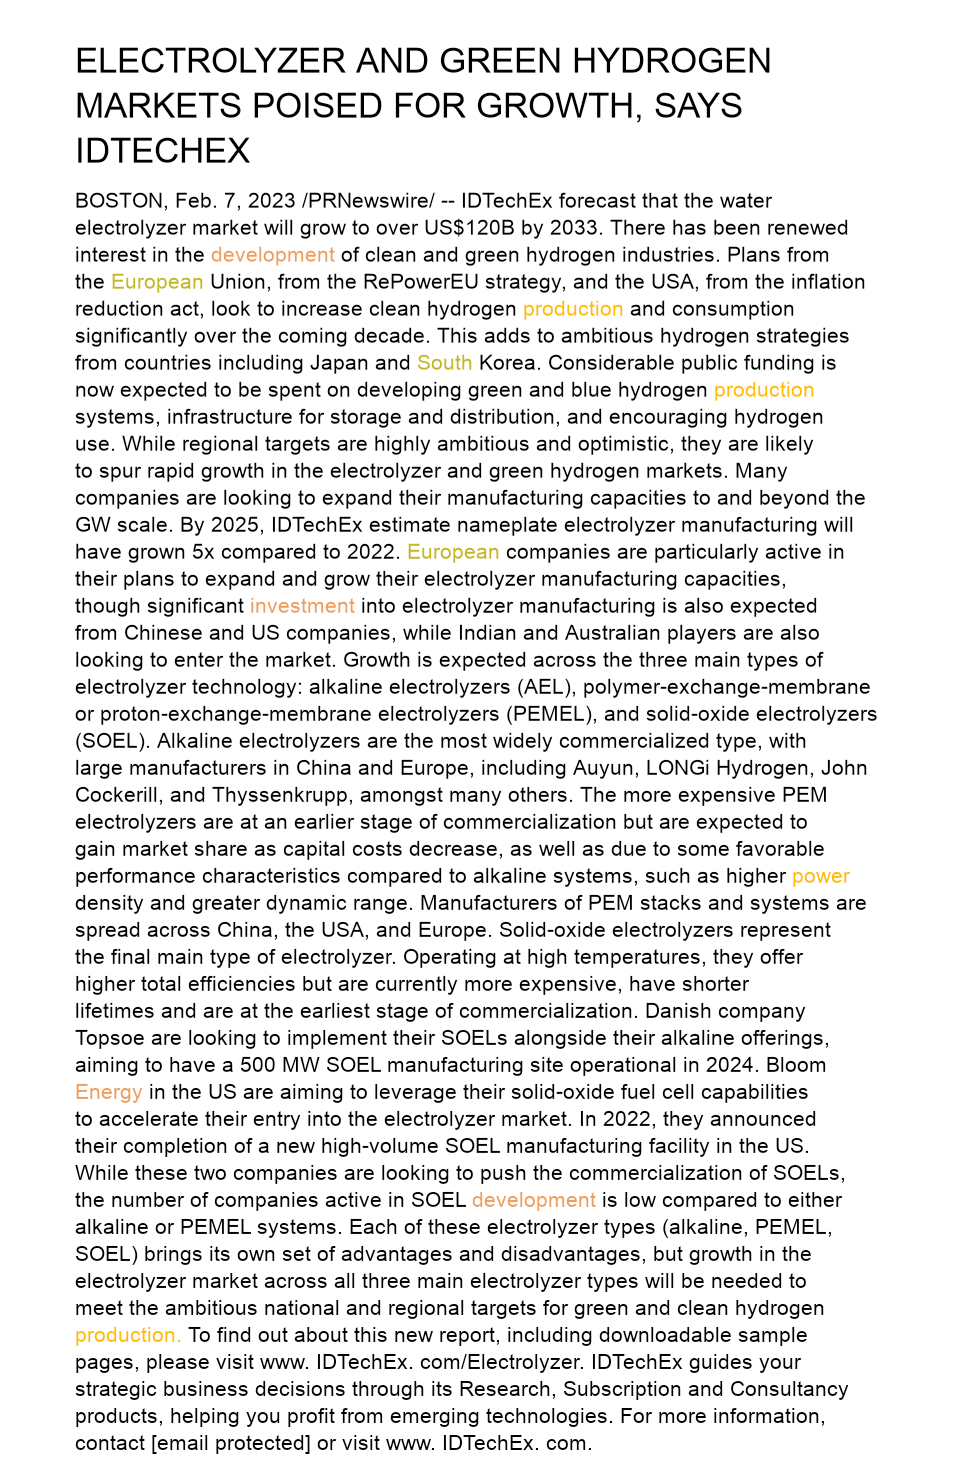 ELECTROLYZER AND GREEN HYDROGEN
MARKETS POISED FOR GROWTH, SAYS
IDTECHEX
BOSTON, Feb. 7, 2023 /PRNewswire/ -- IDTechEx forecast that the water
electrolyzer market will grow to over US$120B by 2033. There has been renewed
interest in the development of clean and green hydrogen industries. Plans from
the European Union, from the RePowerEU strategy, and the USA, from the inflation
reduction act, look to increase clean hydrogen production and consumption
significantly over the coming decade. This adds to ambitious hydrogen strategies
from countries including Japan and South Korea. Considerable public funding is
now expected to be spent on developing green and blue hydrogen production
systems, infrastructure for storage and distribution, and encouraging hydrogen
use. While regional targets are highly ambitious and optimistic, they are likely
to spur rapid growth in the electrolyzer and green hydrogen markets. Many
companies are looking to expand their manufacturing capacities to and beyond the
GW scale. By 2025, IDTechEx estimate nameplate electrolyzer manufacturing will
have grown 5x compared to 2022. European companies are particularly active in
their plans to expand and grow their electrolyzer manufacturing capacities,
though significant investment into electrolyzer manufacturing is also expected
from Chinese and US companies, while Indian and Australian players are also
looking to enter the market. Growth is expected across the three main types of
electrolyzer technology: alkaline electrolyzers (AEL), polymer-exchange-membrane
or proton-exchange-membrane electrolyzers (PEMEL), and solid-oxide electrolyzers
(SOEL). Alkaline electrolyzers are the most widely commercialized type, with
large manufacturers in China and Europe, including Auyun, LONGi Hydrogen, John
Cockerill, and Thyssenkrupp, amongst many others. The more expensive PEM
electrolyzers are at an earlier stage of commercialization but are expected to
gain market share as capital costs decrease, as well as due to some favorable
performance characteristics compared to alkaline systems, such as higher power
density and greater dynamic range. Manufacturers of PEM stacks and systems are
spread across China, the USA, and Europe. Solid-oxide electrolyzers represent
the final main type of electrolyzer. Operating at high temperatures, they offer
higher total efficiencies but are currently more expensive, have shorter
lifetimes and are at the earliest stage of commercialization. Danish company
Topsoe are looking to implement their SOELs alongside their alkaline offerings,
aiming to have a 500 MW SOEL manufacturing site operational in 2024. Bloom
Energy in the US are aiming to leverage their solid-oxide fuel cell capabilities
to accelerate their entry into the electrolyzer market. In 2022, they announced
their completion of a new high-volume SOEL manufacturing facility in the US.
While these two companies are looking to push the commercialization of SOELs,
the number of companies active in SOEL development is low compared to either
alkaline or PEMEL systems. Each of these electrolyzer types (alkaline, PEMEL,
SOEL) brings its own set of advantages and disadvantages, but growth in the
electrolyzer market across all three main electrolyzer types will be needed to
meet the ambitious national and regional targets for green and clean hydrogen
production. To find out about this new report, including downloadable sample
pages, please visit www. IDTechEx. com/Electrolyzer. IDTechEx guides your
strategic business decisions through its Research, Subscription and Consultancy
products, helping you profit from emerging technologies. For more information,
contact [email protected] or visit www. IDTechEx. com.